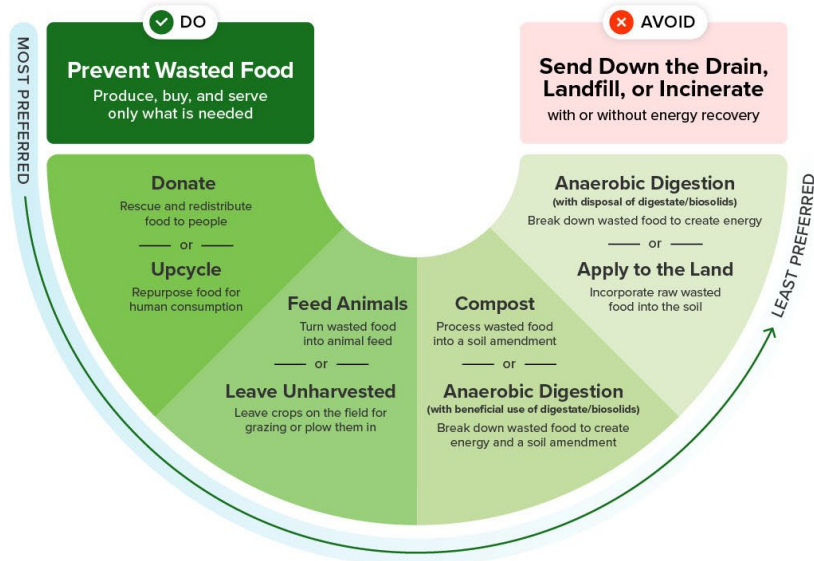 DO
MOST PREFERRED
Prevent Wasted Food
Produce, buy, and serve
only what is needed
Donate
Rescue and redistribute
food to people
or
Upcycle
Repurpose food for
human consumption
Feed Animals
Turn wasted food
into animal feed
or
Leave Unharvested
Leave crops on the field for
grazing or plow them in
Compost
Process wasted food
into a soil amendment
or
Anaerobic Digestion
(with beneficial use of digestate/biosolids)
Break down wasted food to create
energy and a soil amendment
Anaerobic Digestion
(with disposal of digestate/biosolids)
Break down wasted food to create energy
or
Apply to the Land
Incorporate raw wasted
food into the soil
LEAST PREFERRED
AVOID
Send Down the Drain,
Landfill, or Incinerate
with or without energy recovery